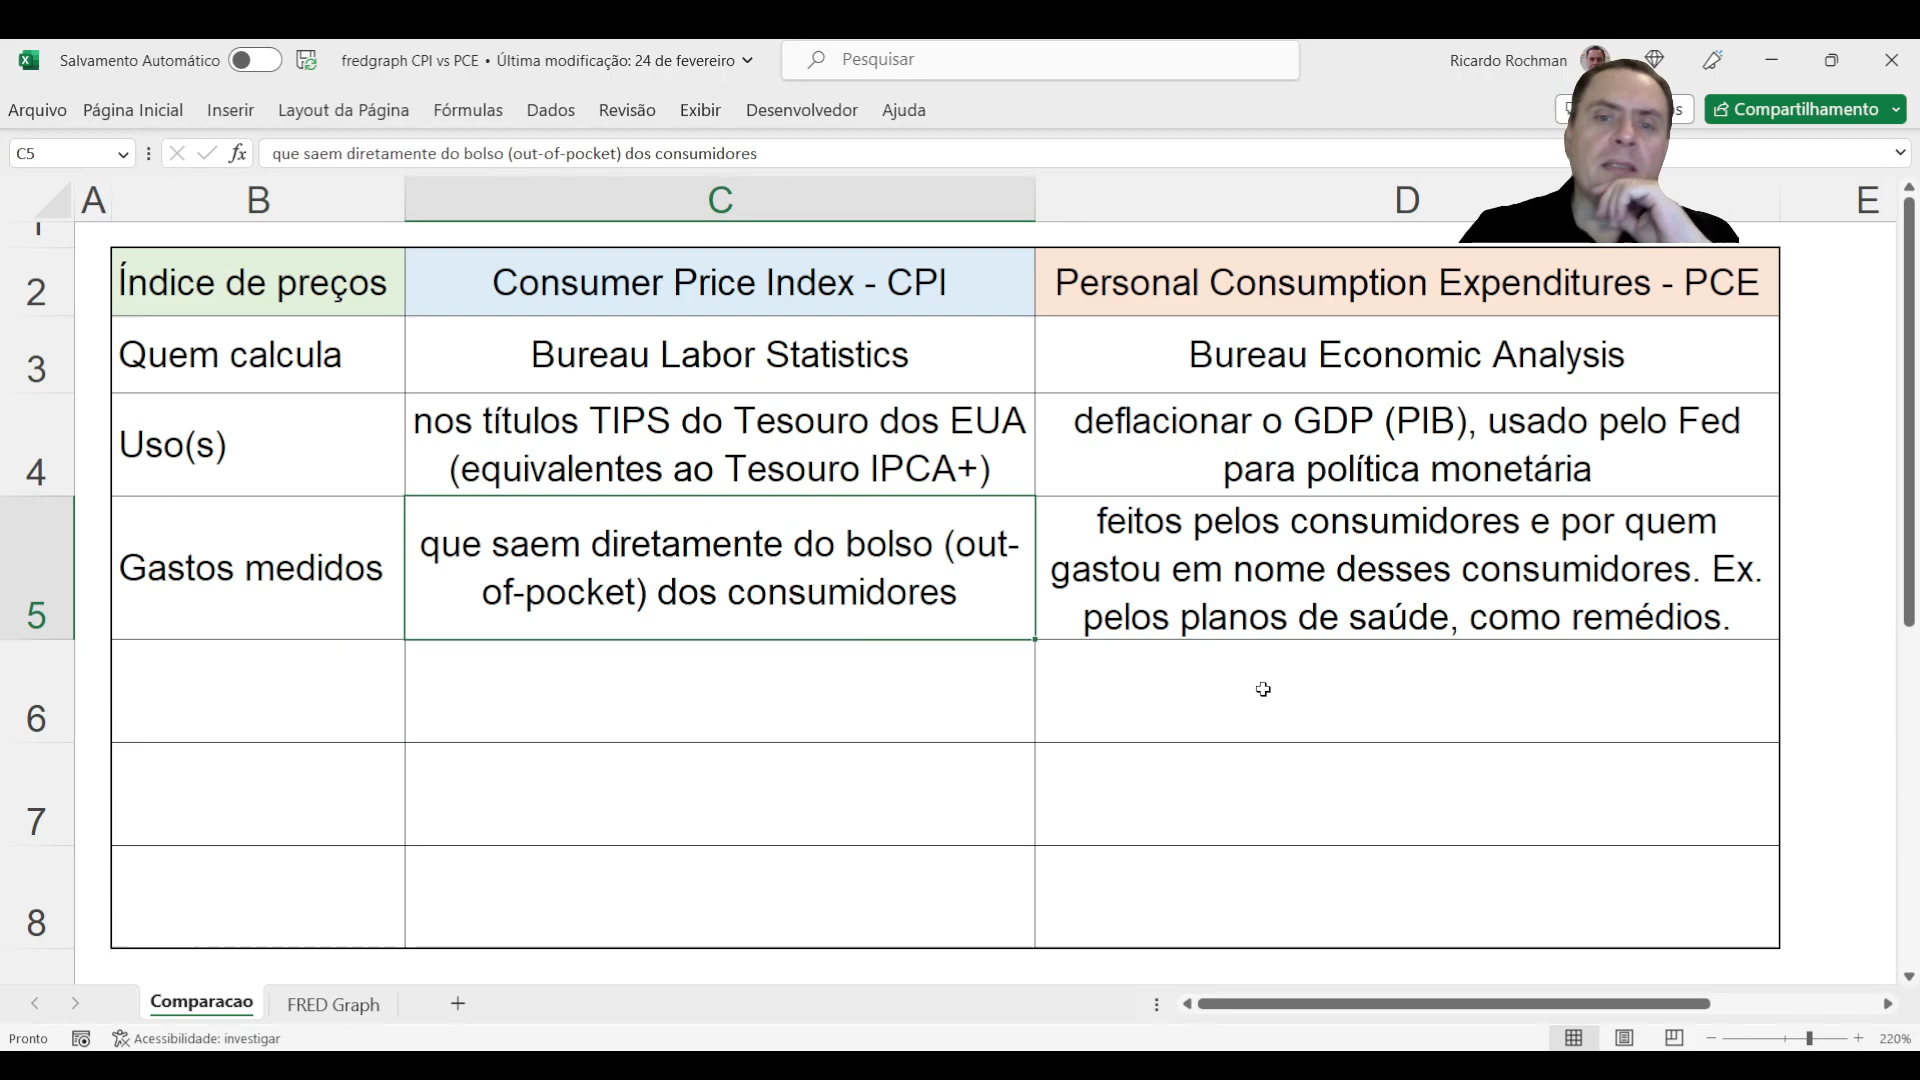 Salvamento Automático
fredgraph CPI vs PCE • Última modificação: 24 de fevereiro
Pesquisar
Ricardo Rochman
Arquivo Página Inicial Inserir Layout da Página Fórmulas Dados Revisão Exibir Desenvolvedor Ajuda
Compartilhamento
C5
fx
que saem diretamente do bolso (out-of-pocket) dos consumidores
A B C D E
2
Índice de preços
Consumer Price Index - CPI
Personal Consumption Expenditures - PCE
3
Quem calcula
Bureau Labor Statistics
Bureau Economic Analysis
4
Uso(s)
nos títulos TIPS do Tesouro dos EUA
(equivalentes ao Tesouro IPCA+)
deflacionar o GDP (PIB), usado pelo Fed
para política monetária
5
Gastos medidos
que saem diretamente do bolso (out-
of-pocket) dos consumidores
feitos pelos consumidores e por quem
gastou em nome desses consumidores. Ex.
pelos planos de saúde, como remédios.
6
7
8
Comparacao
FRED Graph
Pronto
Acessibilidade: investigar
220%